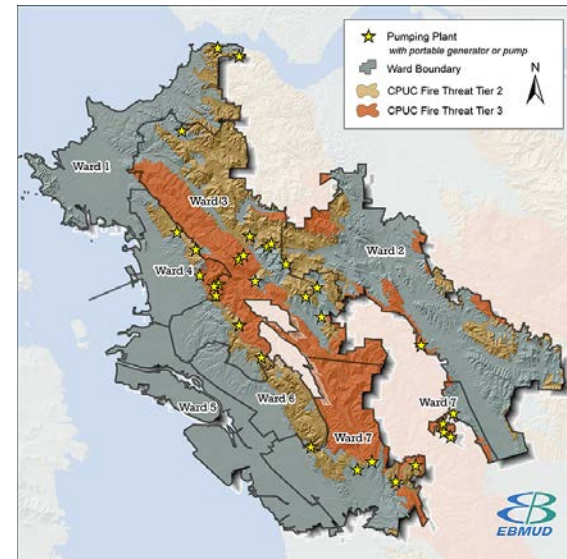 Pumping Plant
with portable generator or pump
Ward Boundary
CPUC Fire Threat Tier 2
CPUC Fire Threat Tier 3
N
Ward 1
Ward 3
Ward 2
Ward 4
Ward 5
Ward 6
Ward 7
Ward 7
EBMUD